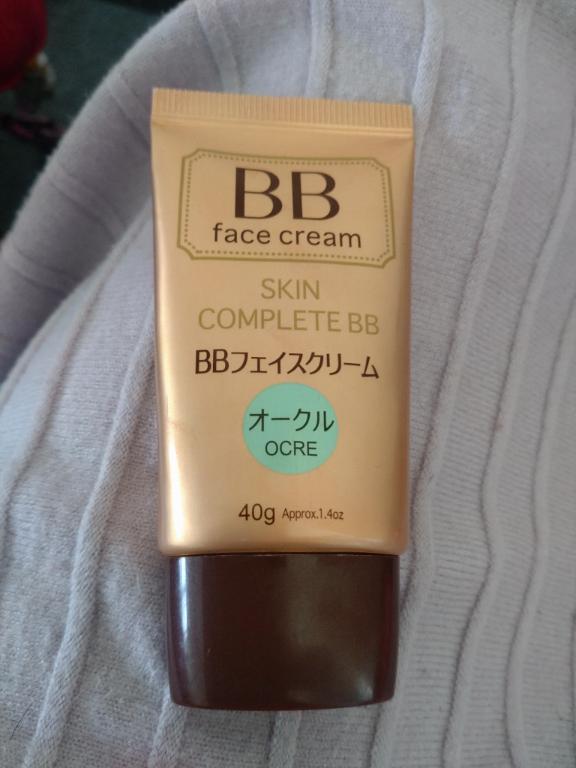 BB
face cream
SKIN
COMPLETE BB
BBフェイスクリーム
オークル
OCRE
40g Approx.1.4oz